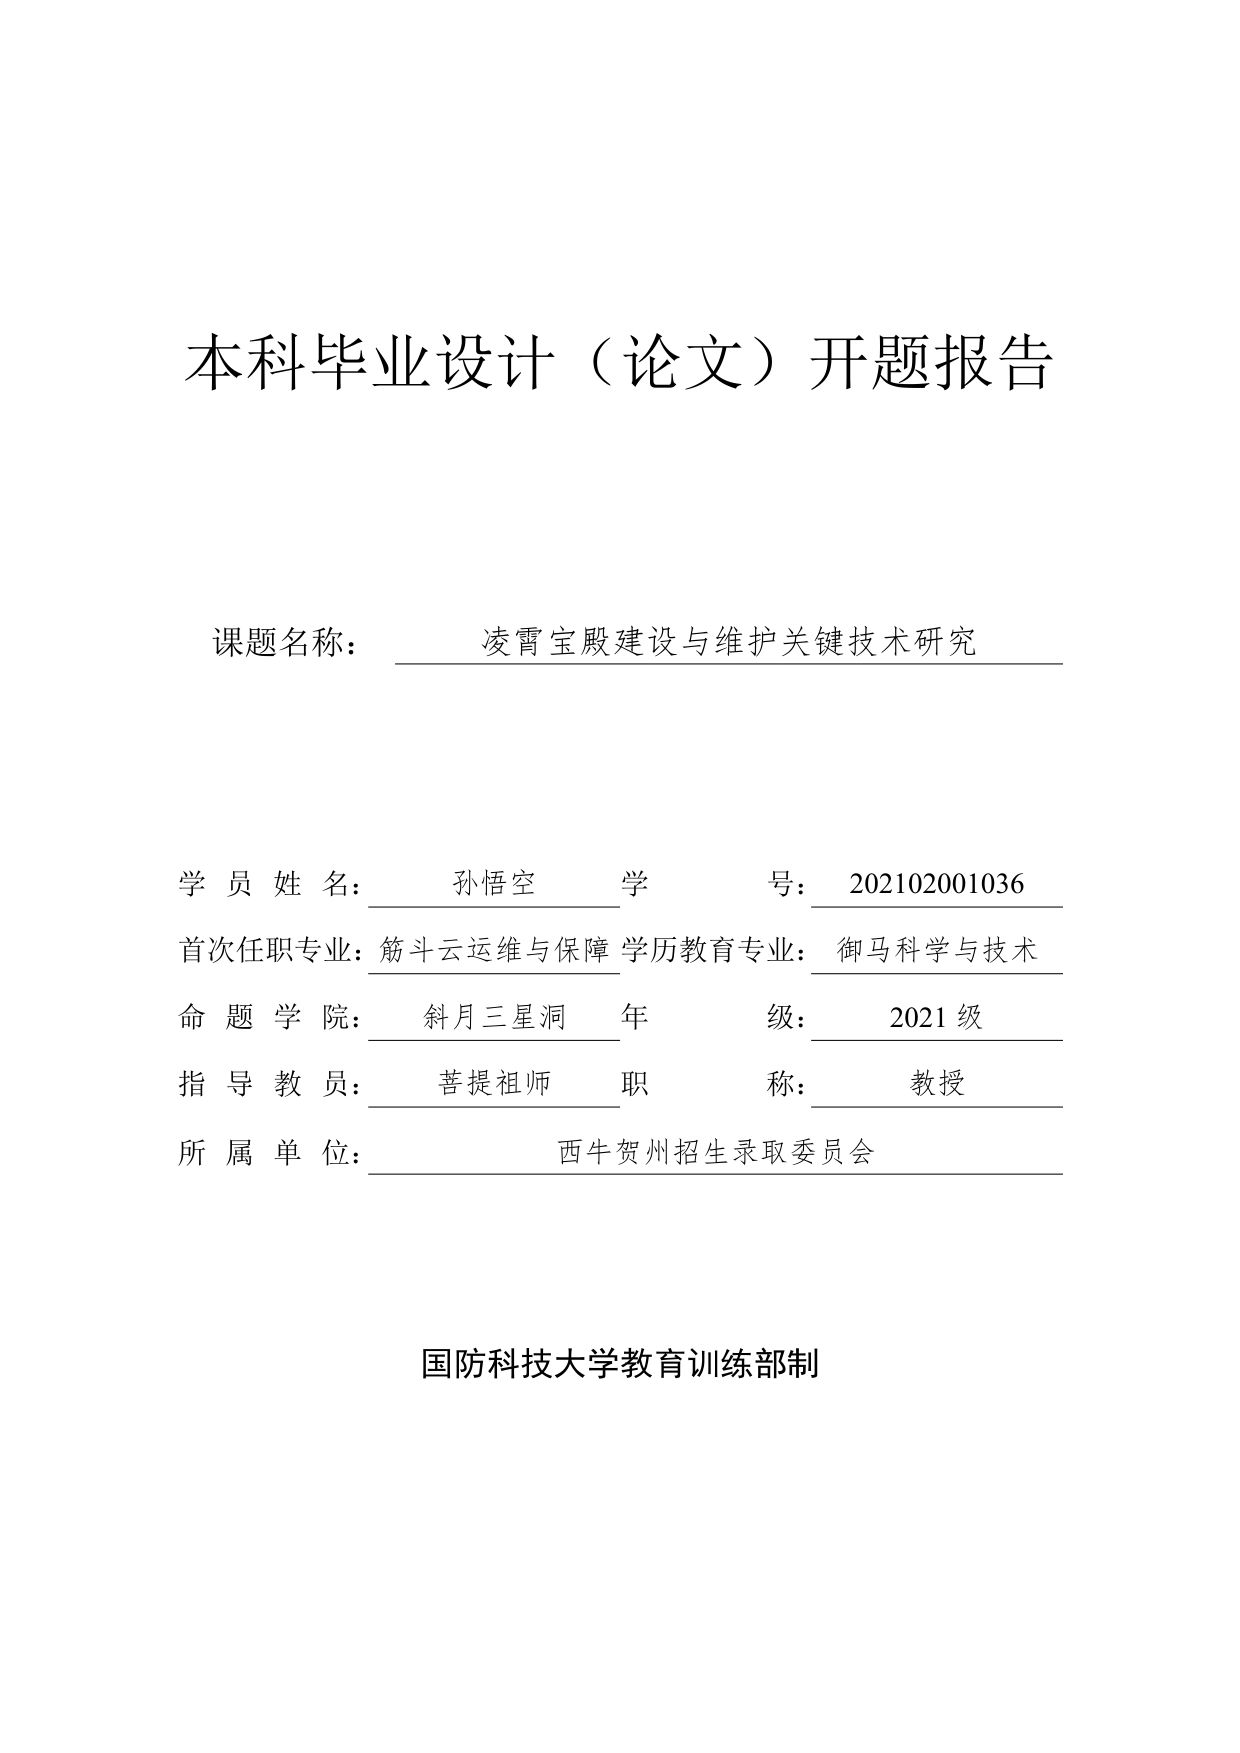 本科毕业设计（论文）开题报告
课题名称： 凌霄宝殿建设与维护关键技术研究
学员姓名： 孙悟空 学号： 202102001036
首次任职专业： 筋斗云运维与保障 学历教育专业： 御马科学与技术
命题学院： 斜月三星洞 年级： 2021 级
指导教员： 菩提祖师 职称： 教授
所属单位： 西牛贺州招生录取委员会
国防科技大学教育训练部制